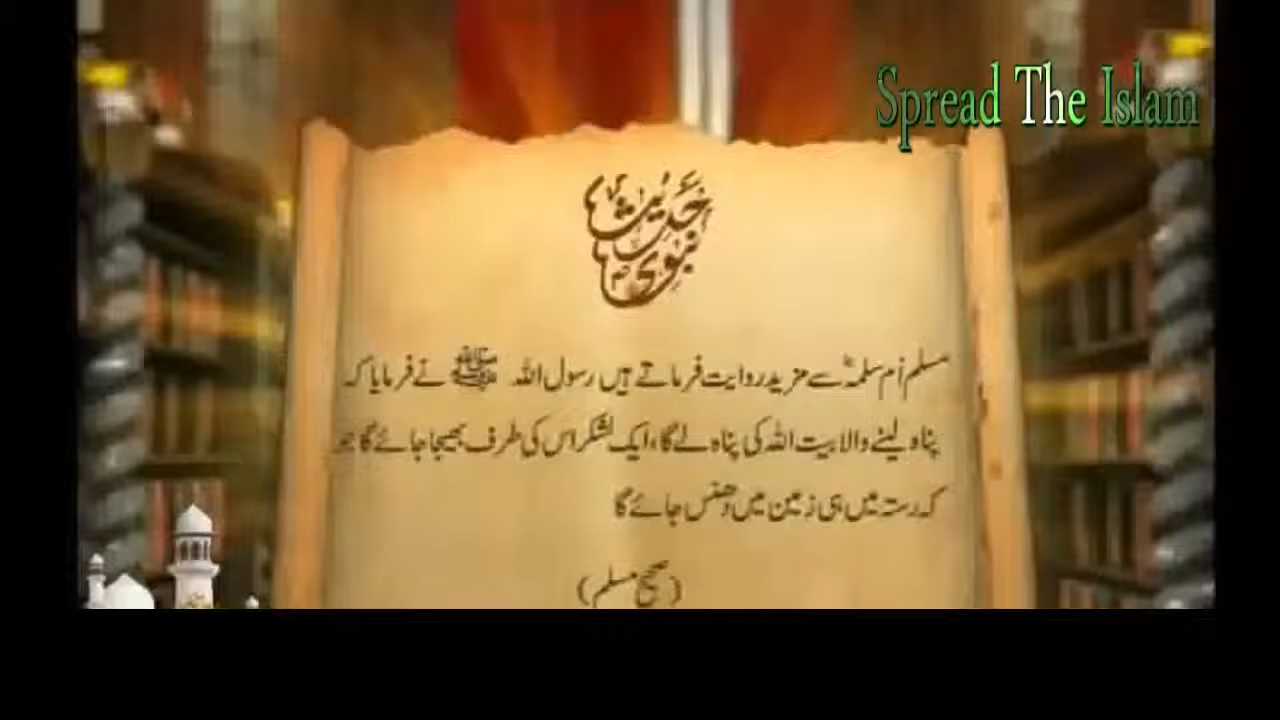 Spread The Islam
حدیث نبوی
مسلم اُم سلمہؓ سے مزید روایت فرماتے ہیں رسول اللہ ﷺ نے فرمایا کہ
پناہ لینے والا بیت اللہ کی پناہ لے گا، ایک لشکر اس کی طرف بھیجا جائے گا جو
کہ رستہ میں ہی زمین میں دھنس جائے گا
(صحیح مسلم)